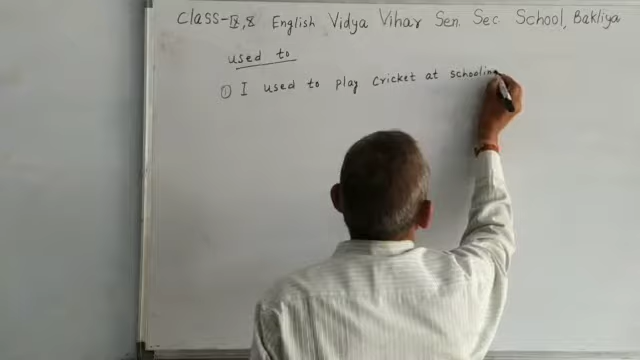 Class-IX,8 English Vidya Vihar Sen. Sec. School, Bakliya
used to
① I used to play cricket at schooling